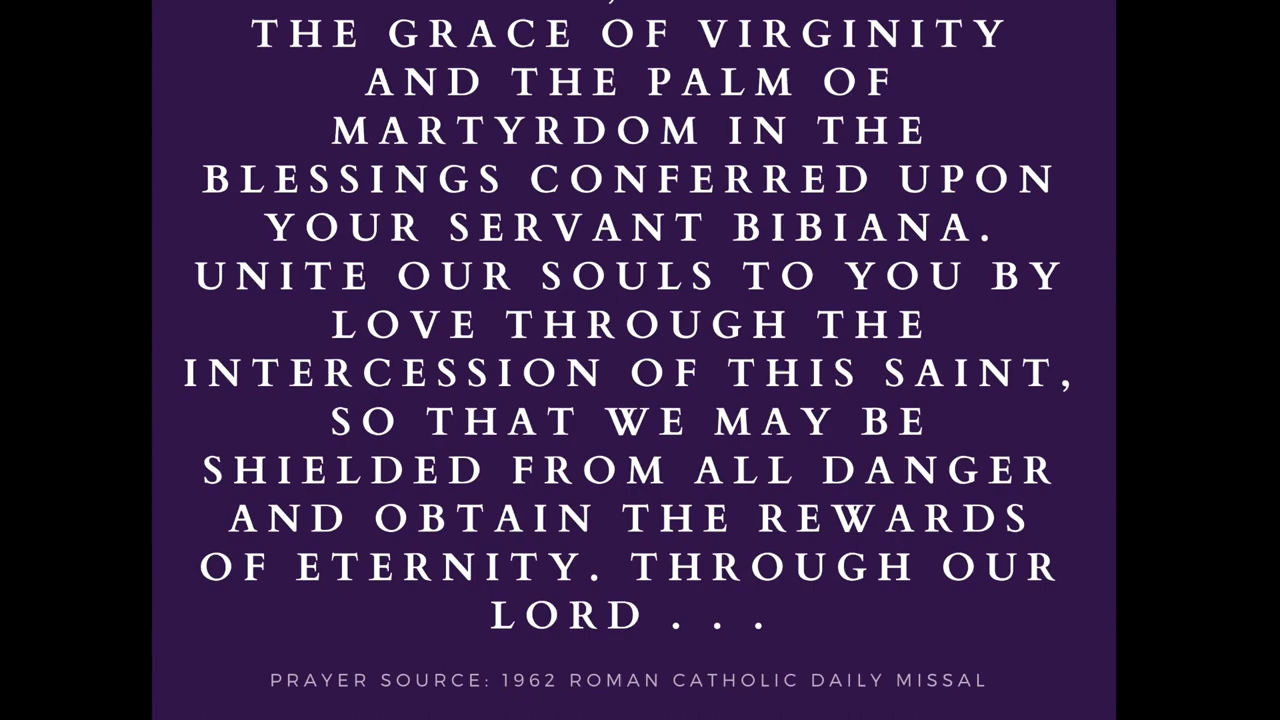 THE GRACE OF VIRGINITY
AND THE PALM OF
MARTYRDOM IN THE
BLESSINGS CONFERRED UPON
YOUR SERVANT BIBIANA.
UNITE OUR SOULS TO YOU BY
LOVE THROUGH THE
INTERCESSION OF THIS SAINT,
SO THAT WE MAY BE
SHIELDED FROM ALL DANGER
AND OBTAIN THE REWARDS
OF ETERNITY. THROUGH OUR
LORD . . .
PRAYER SOURCE: 1962 ROMAN CATHOLIC DAILY MISSAL